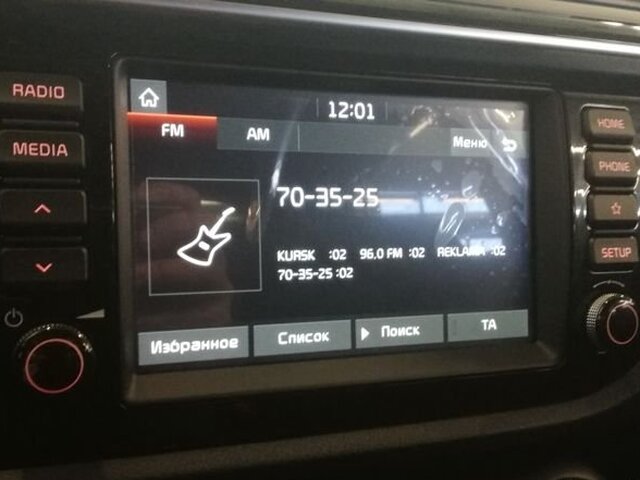 RADIO
MEDIA
12:01
FM AM Меню
70-35-25
KURSK :02 96.0 FM :02 REKLAMA :02
70-35-25 :02
Избранное Список Поиск TA
HOME
PHONE
SETUP